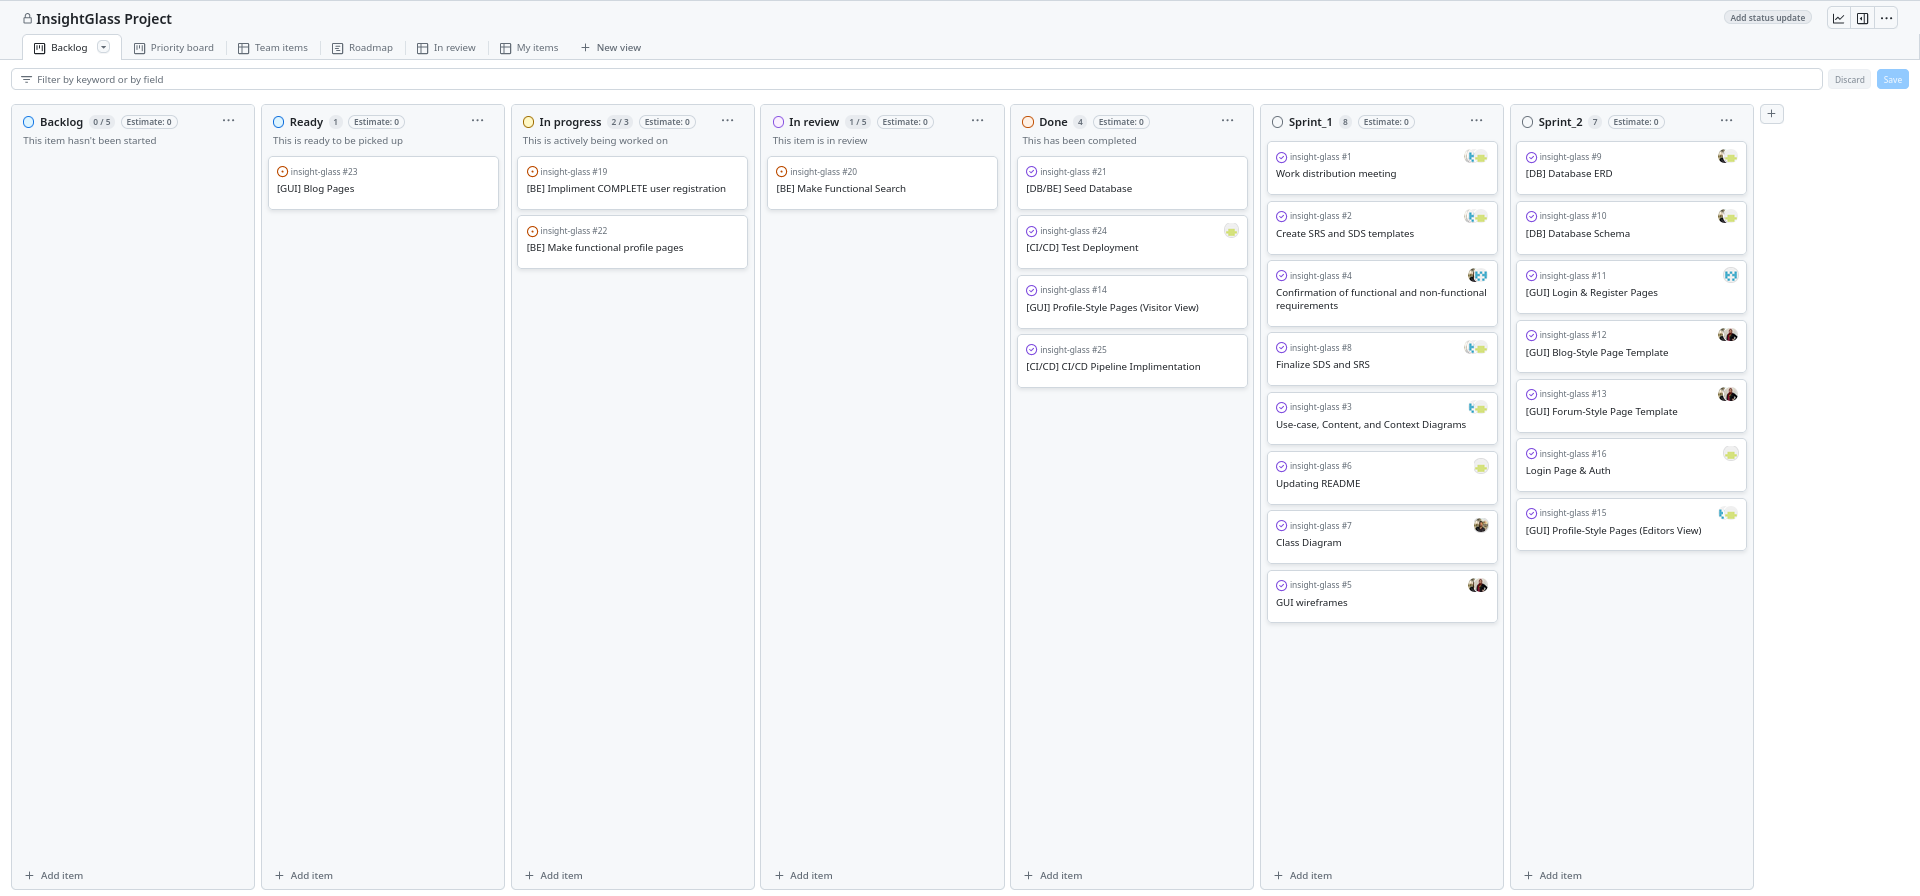 InsightGlass Project
Add status update
Backlog
Priority board
Team items
Roadmap
In review
My items
New view
Filter by keyword or by field
Discard
Save
Backlog 0 / 5 Estimate: 0
This item hasn't been started
Add item
Ready 1 Estimate: 0
This is ready to be picked up
insight-glass #23
[GUI] Blog Pages
Add item
In progress 2 / 3 Estimate: 0
This is actively being worked on
insight-glass #19
[BE] Impliment COMPLETE user registration
insight-glass #22
[BE] Make functional profile pages
Add item
In review 1 / 5 Estimate: 0
This item is in review
insight-glass #20
[BE] Make Functional Search
Add item
Done 4 Estimate: 0
This has been completed
insight-glass #21
[DB/BE] Seed Database
insight-glass #24
[CI/CD] Test Deployment
insight-glass #14
[GUI] Profile-Style Pages (Visitor View)
insight-glass #25
[CI/CD] CI/CD Pipeline Implimentation
Add item
Sprint_1 8 Estimate: 0
insight-glass #1
Work distribution meeting
insight-glass #2
Create SRS and SDS templates
insight-glass #4
Confirmation of functional and non-functional
requirements
insight-glass #8
Finalize SDS and SRS
insight-glass #3
Use-case, Content, and Context Diagrams
insight-glass #6
Updating README
insight-glass #7
Class Diagram
insight-glass #5
GUI wireframes
Add item
Sprint_2 7 Estimate: 0
insight-glass #9
[DB] Database ERD
insight-glass #10
[DB] Database Schema
insight-glass #11
[GUI] Login & Register Pages
insight-glass #12
[GUI] Blog-Style Page Template
insight-glass #13
[GUI] Forum-Style Page Template
insight-glass #16
Login Page & Auth
insight-glass #15
[GUI] Profile-Style Pages (Editors View)
Add item